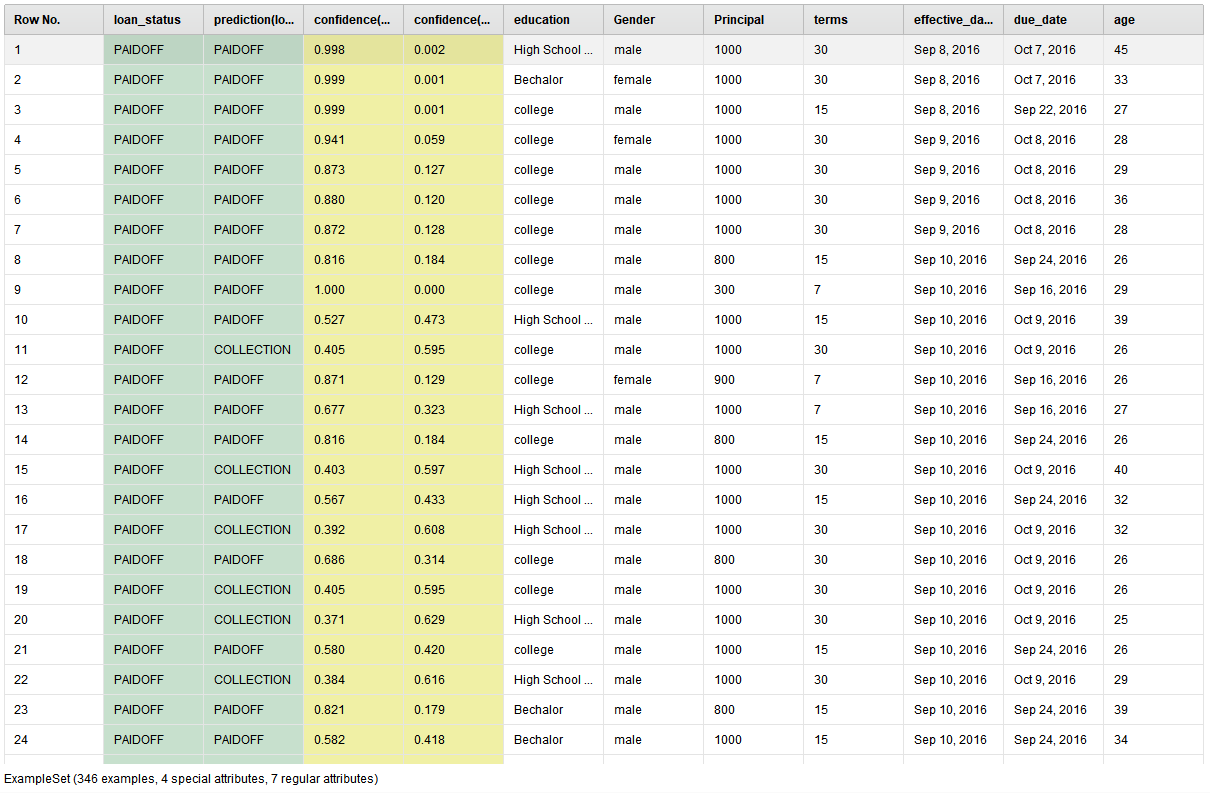 Row No. loan_status prediction(lo... confidence(... confidence(... education Gender Principal terms effective_da... due_date age
1 PAIDOFF PAIDOFF 0.998 0.002 High School ... male 1000 30 Sep 8, 2016 Oct 7, 2016 45
2 PAIDOFF PAIDOFF 0.999 0.001 Bechalor female 1000 30 Sep 8, 2016 Oct 7, 2016 33
3 PAIDOFF PAIDOFF 0.999 0.001 college male 1000 15 Sep 8, 2016 Sep 22, 2016 27
4 PAIDOFF PAIDOFF 0.941 0.059 college female 1000 30 Sep 9, 2016 Oct 8, 2016 28
5 PAIDOFF PAIDOFF 0.873 0.127 college male 1000 30 Sep 9, 2016 Oct 8, 2016 29
6 PAIDOFF PAIDOFF 0.880 0.120 college male 1000 30 Sep 9, 2016 Oct 8, 2016 36
7 PAIDOFF PAIDOFF 0.872 0.128 college male 1000 30 Sep 9, 2016 Oct 8, 2016 28
8 PAIDOFF PAIDOFF 0.816 0.184 college male 800 15 Sep 10, 2016 Sep 24, 2016 26
9 PAIDOFF PAIDOFF 1.000 0.000 college male 300 7 Sep 10, 2016 Sep 16, 2016 29
10 PAIDOFF PAIDOFF 0.527 0.473 High School ... male 1000 15 Sep 10, 2016 Oct 9, 2016 39
11 PAIDOFF COLLECTION 0.405 0.595 college male 1000 30 Sep 10, 2016 Oct 9, 2016 26
12 PAIDOFF PAIDOFF 0.871 0.129 college female 900 7 Sep 10, 2016 Sep 16, 2016 26
13 PAIDOFF PAIDOFF 0.677 0.323 High School ... male 1000 7 Sep 10, 2016 Sep 16, 2016 27
14 PAIDOFF PAIDOFF 0.816 0.184 college male 800 15 Sep 10, 2016 Sep 24, 2016 26
15 PAIDOFF COLLECTION 0.403 0.597 High School ... male 1000 30 Sep 10, 2016 Oct 9, 2016 40
16 PAIDOFF PAIDOFF 0.567 0.433 High School ... male 1000 15 Sep 10, 2016 Sep 24, 2016 32
17 PAIDOFF COLLECTION 0.392 0.608 High School ... male 1000 30 Sep 10, 2016 Oct 9, 2016 32
18 PAIDOFF PAIDOFF 0.686 0.314 college male 800 30 Sep 10, 2016 Oct 9, 2016 26
19 PAIDOFF COLLECTION 0.405 0.595 college male 1000 30 Sep 10, 2016 Oct 9, 2016 26
20 PAIDOFF COLLECTION 0.371 0.629 High School ... male 1000 30 Sep 10, 2016 Oct 9, 2016 25
21 PAIDOFF PAIDOFF 0.580 0.420 college male 1000 15 Sep 10, 2016 Sep 24, 2016 26
22 PAIDOFF COLLECTION 0.384 0.616 High School ... male 1000 30 Sep 10, 2016 Oct 9, 2016 29
23 PAIDOFF PAIDOFF 0.821 0.179 Bechalor male 800 15 Sep 10, 2016 Sep 24, 2016 39
24 PAIDOFF PAIDOFF 0.582 0.418 Bechalor male 1000 15 Sep 10, 2016 Sep 24, 2016 34
ExampleSet (346 examples, 4 special attributes, 7 regular attributes)